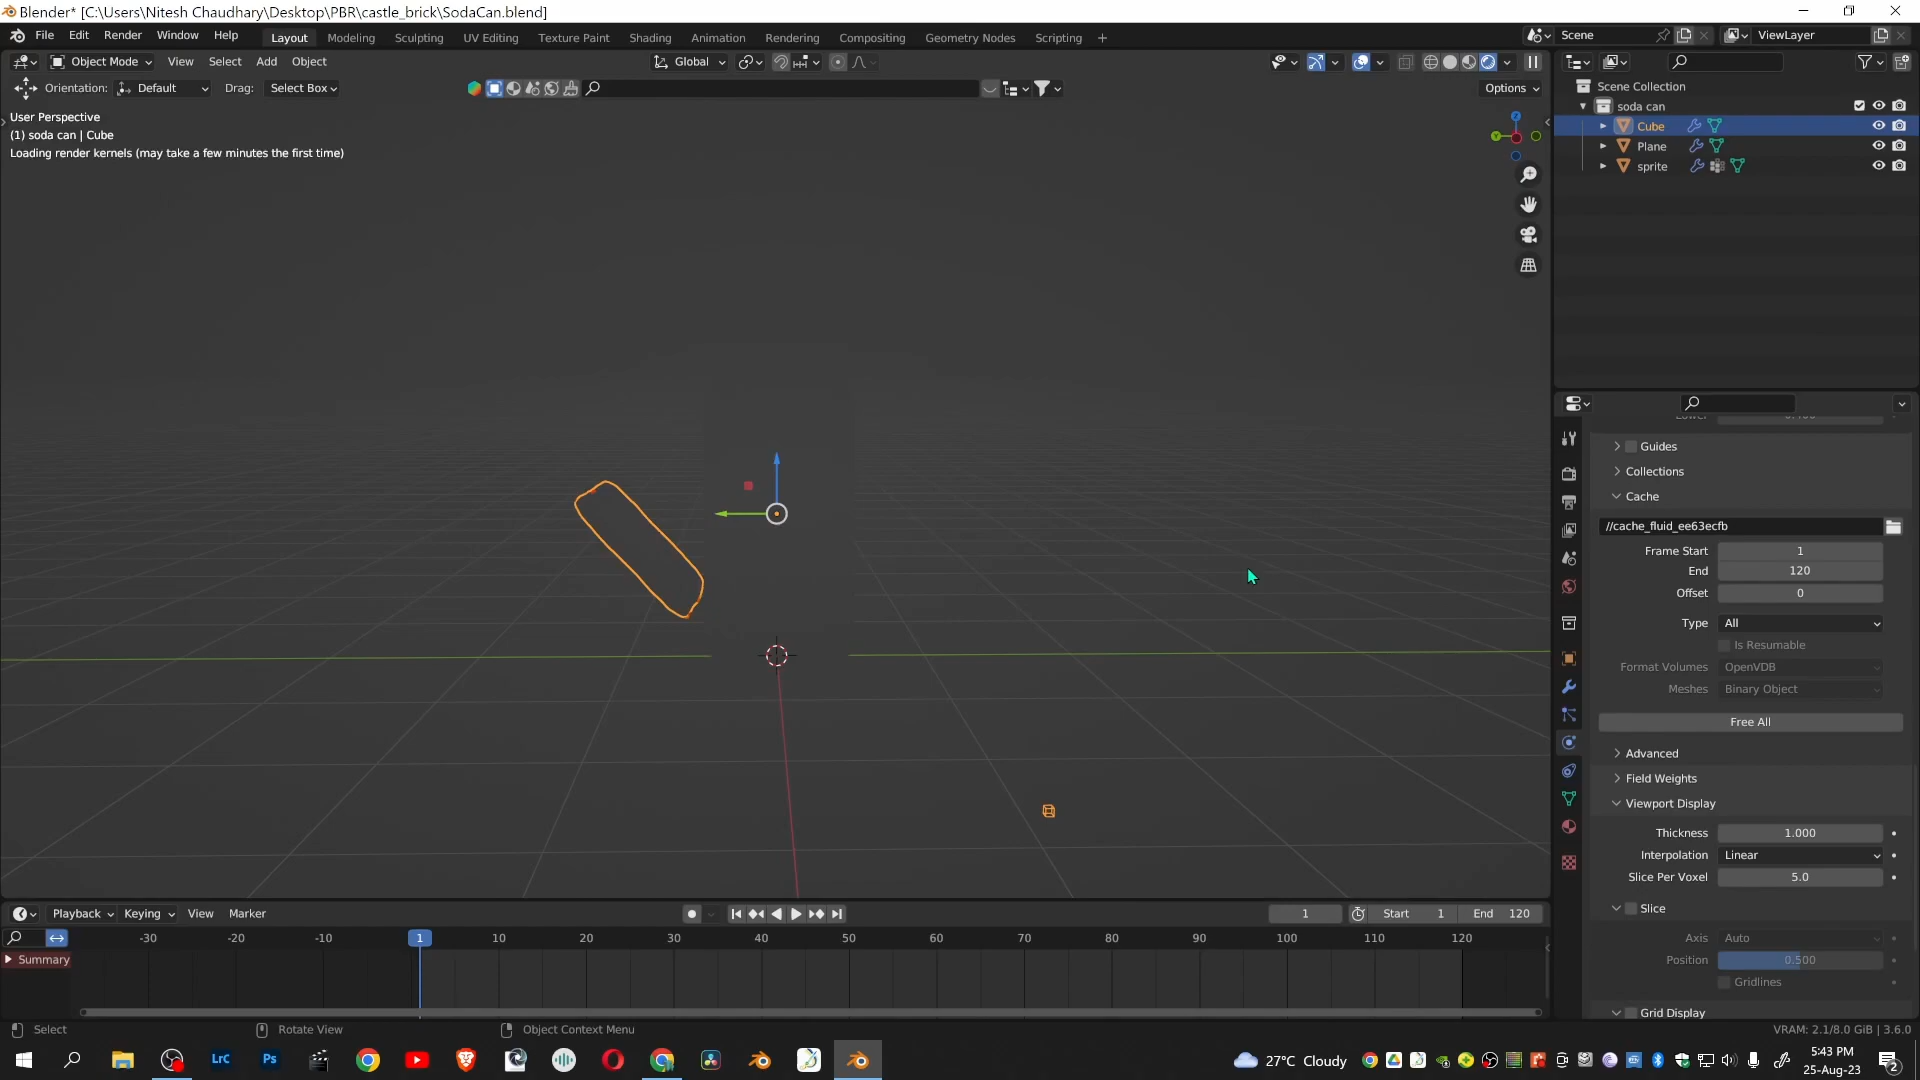 Blender* [C:\Users\Nitesh Chaudhary\Desktop\PBR\castle_brick\SodaCan.blend]
File Edit Render Window Help Layout Modeling Sculpting UV Editing Texture Paint Shading Animation Rendering Compositing Geometry Nodes Scripting + Scene ViewLayer
Object Mode View Select Add Object Global
Orientation: Default Drag: Select Box Options
User Perspective
(1) soda can | Cube
Loading render kernels (may take a few minutes the first time)
Scene Collection
soda can
Cube
Plane
sprite
Guides
Collections
Cache
//cache_fluid_ee63ecfb
Frame Start 1
End 120
Offset 0
Type All
Is Resumable
Format Volumes OpenVDB
Meshes Binary Object
Free All
Advanced
Field Weights
Viewport Display
Thickness 1.000
Interpolation Linear
Slice Per Voxel 5.0
Slice
Axis Auto
Position 0.500
Gridlines
Grid Display
Playback Keying View Marker 1 Start 1 End 120
-30 -20 -10 1 10 20 30 40 50 60 70 80 90 100 110 120
Summary
Select Rotate View Object Context Menu VRAM: 2.1/8.0 GiB | 3.6.0
LrC Ps 27°C Cloudy 5:43 PM
25-Aug-23
2